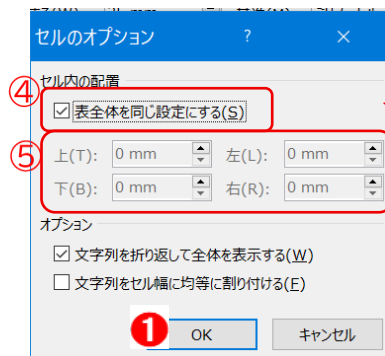 セルのオプション ? ×
セル内の配置
④ 表全体を同じ設定にする(S)
⑤ 上(T): 0 mm 左(L): 0 mm
下(B): 0 mm 右(R): 0 mm
オプション
文字列を折り返して全体を表示する(W)
文字列をセル幅に均等に割り付ける(F)
❶ OK キャンセル